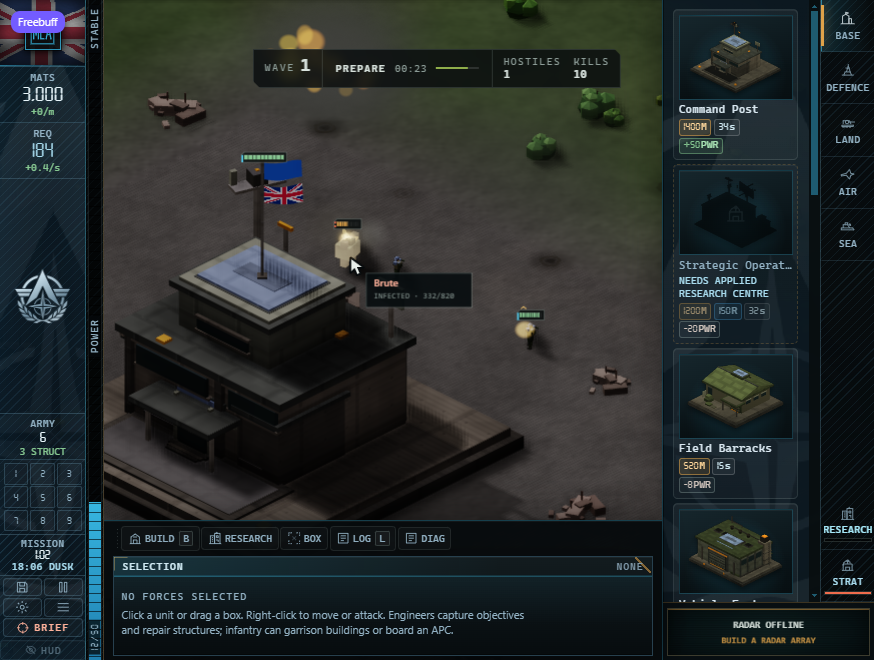 Freebuff
MLA
STABLE
MATS
3.000
+0/m
REQ
184
+0.4/s
ARMY
6
3 STRUCT
1 2 3
4 5 6
7 8 9
MISSION
1:02
18:06 DUSK
BRIEF
HUD
POWER
12/50
WAVE 1
PREPARE 00:23
HOSTILES
1
KILLS
10
Brute
INFECTED · 332/820
BUILD B
RESEARCH
BOX
LOG L
DIAG
SELECTION
NONE
NO FORCES SELECTED
Click a unit or drag a box. Right-click to move or attack. Engineers capture objectives
and repair structures; infantry can garrison buildings or board an APC.
Command Post
1400M 34s
+50PWR
Strategic Operat…
NEEDS APPLIED
RESEARCH CENTRE
1200M 150R 32s
-20PWR
Field Barracks
520M 15s
-8PWR
BASE
DEFENCE
LAND
AIR
SEA
RESEARCH
STRAT
RADAR OFFLINE
BUILD A RADAR ARRAY